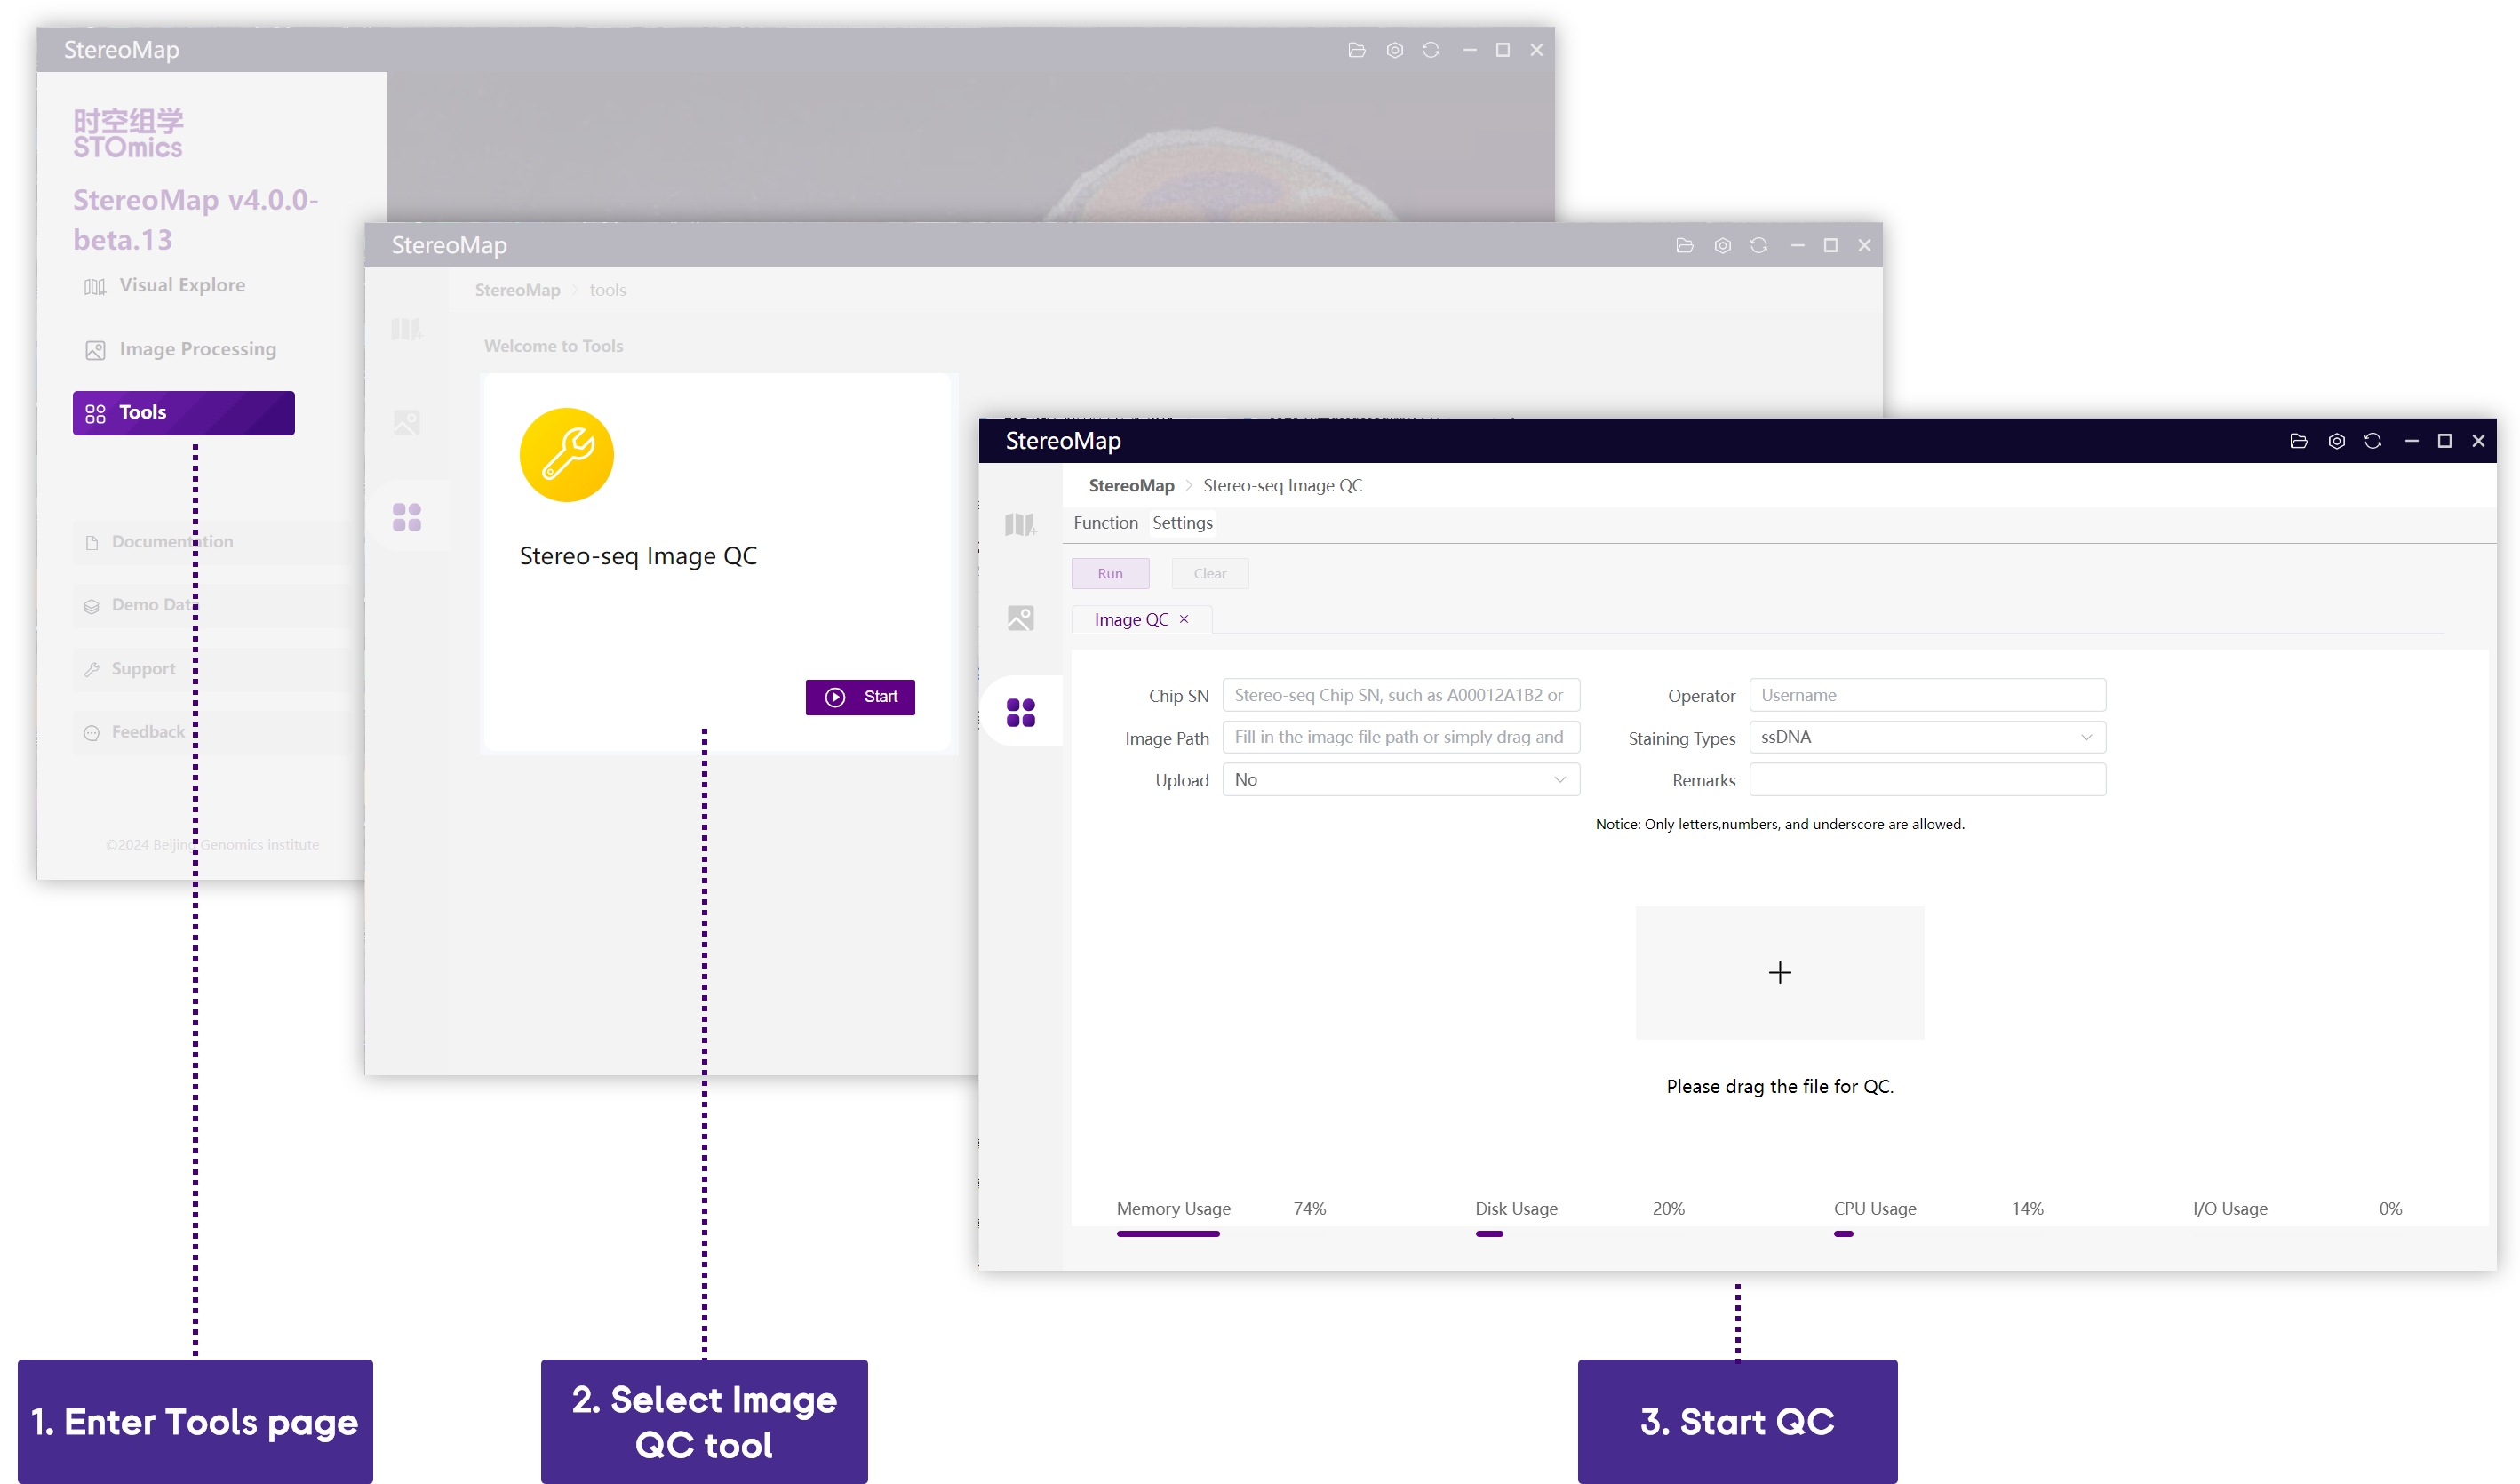 StereoMap
时空组学
STOmics
StereoMap v4.0.0-
beta.13
Visual Explore
Image Processing
Tools
Documentation
Demo Data
Support
Feedback
©2024 Beijing Genomics institute
StereoMap
StereoMap > tools
Welcome to Tools
Stereo-seq Image QC
Start
StereoMap
StereoMap > Stereo-seq Image QC
Function Settings
Run Clear
Image QC ×
Chip SN Stereo-seq Chip SN, such as A00012A1B2 or Operator Username
Image Path Fill in the image file path or simply drag and Staining Types ssDNA
Upload No Remarks
Notice: Only letters,numbers, and underscore are allowed.
+
Please drag the file for QC.
Memory Usage 74% Disk Usage 20% CPU Usage 14% I/O Usage 0%
1. Enter Tools page
2. Select Image
QC tool
3. Start QC